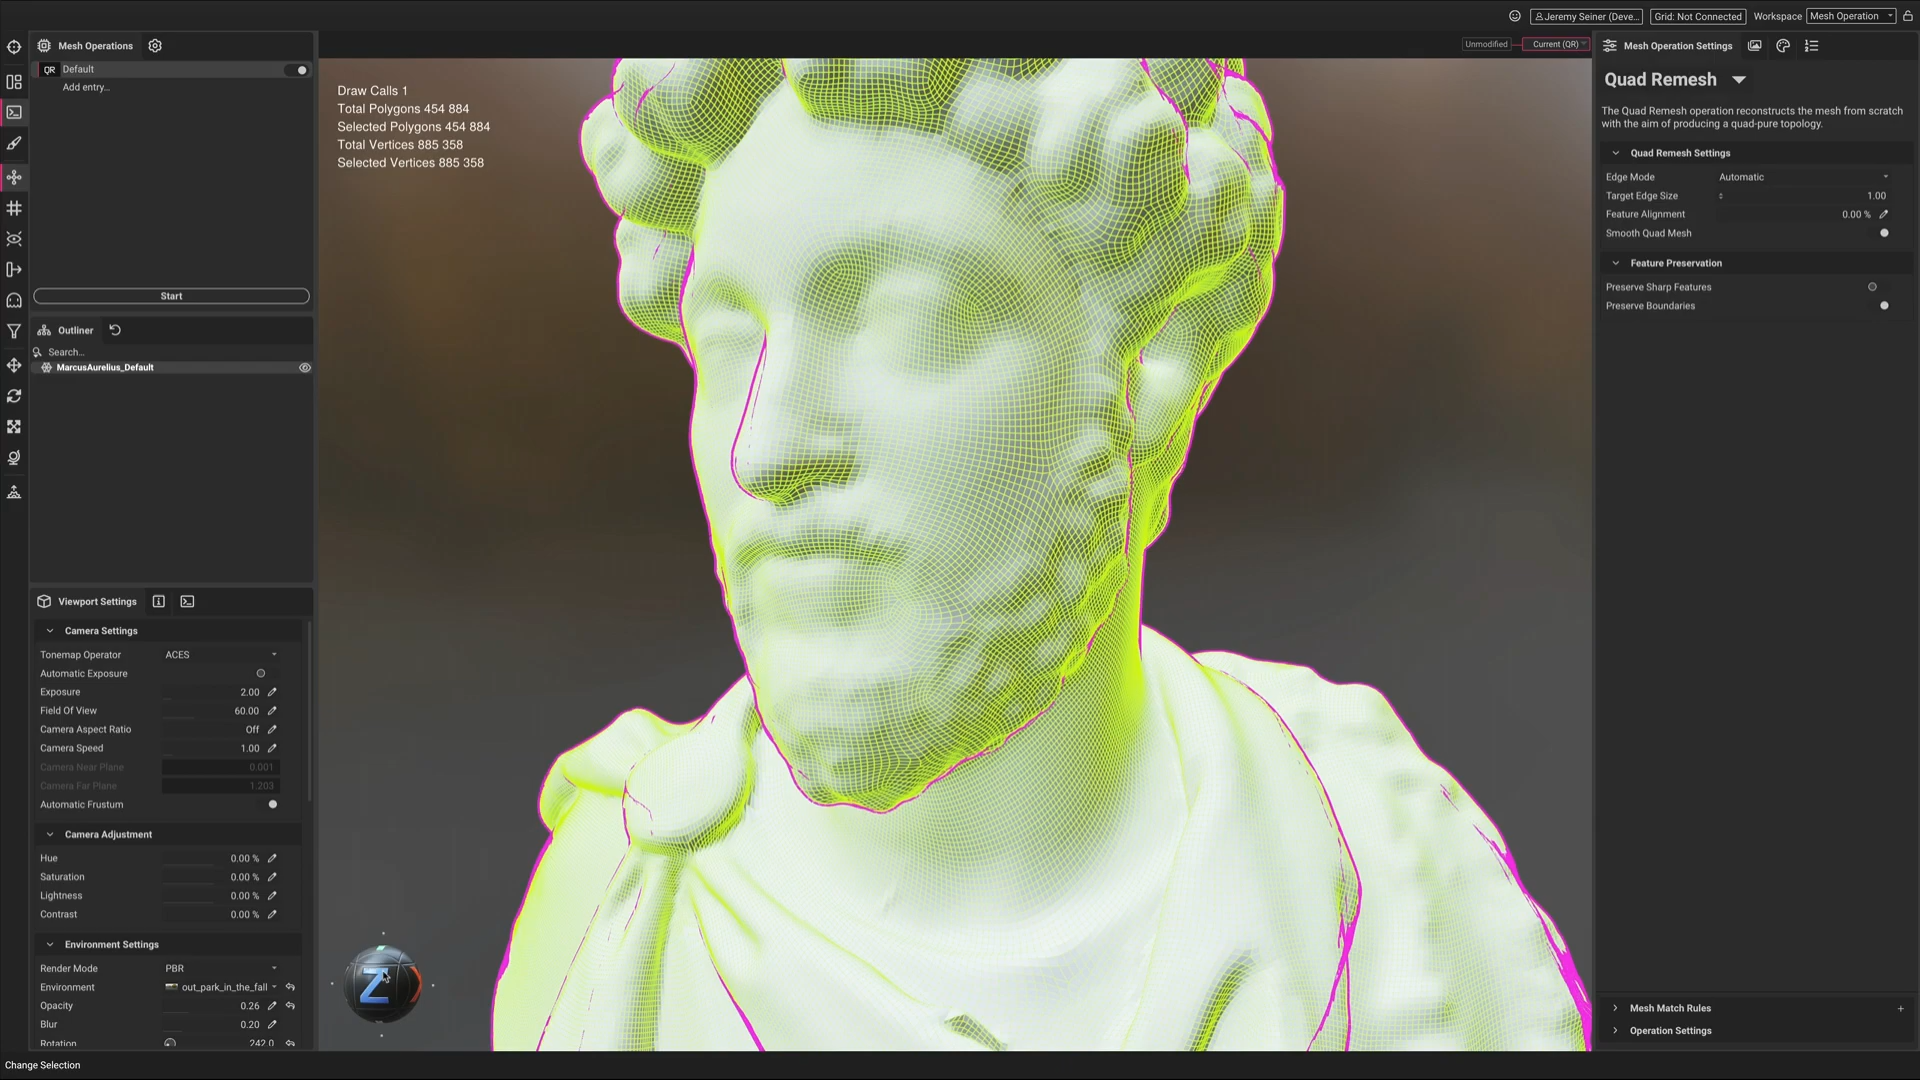 Jeremy Seiner (Deve...
Grid: Not Connected
Workspace
Mesh Operation
Mesh Operations
QR
Default
Add entry...
Start
Outliner
Search...
MarcusAurelius_Default
Viewport Settings
Camera Settings
Tonemap Operator ACES
Automatic Exposure
Exposure 2.00
Field Of View 60.00
Camera Aspect Ratio Off
Camera Speed 1.00
Camera Near Plane 0.001
Camera Far Plane 1.203
Automatic Frustum
Camera Adjustment
Hue 0.00 %
Saturation 0.00 %
Lightness 0.00 %
Contrast 0.00 %
Environment Settings
Render Mode PBR
Environment out_park_in_the_fall
Opacity 0.26
Blur 0.20
Rotation 242.0
Change Selection
Unmodified
Current (QR)
Draw Calls 1
Total Polygons 454 884
Selected Polygons 454 884
Total Vertices 885 358
Selected Vertices 885 358
Z
Mesh Operation Settings
Quad Remesh
The Quad Remesh operation reconstructs the mesh from scratch
with the aim of producing a quad-pure topology.
Quad Remesh Settings
Edge Mode Automatic
Target Edge Size 1.00
Feature Alignment 0.00 %
Smooth Quad Mesh
Feature Preservation
Preserve Sharp Features
Preserve Boundaries
Mesh Match Rules
Operation Settings